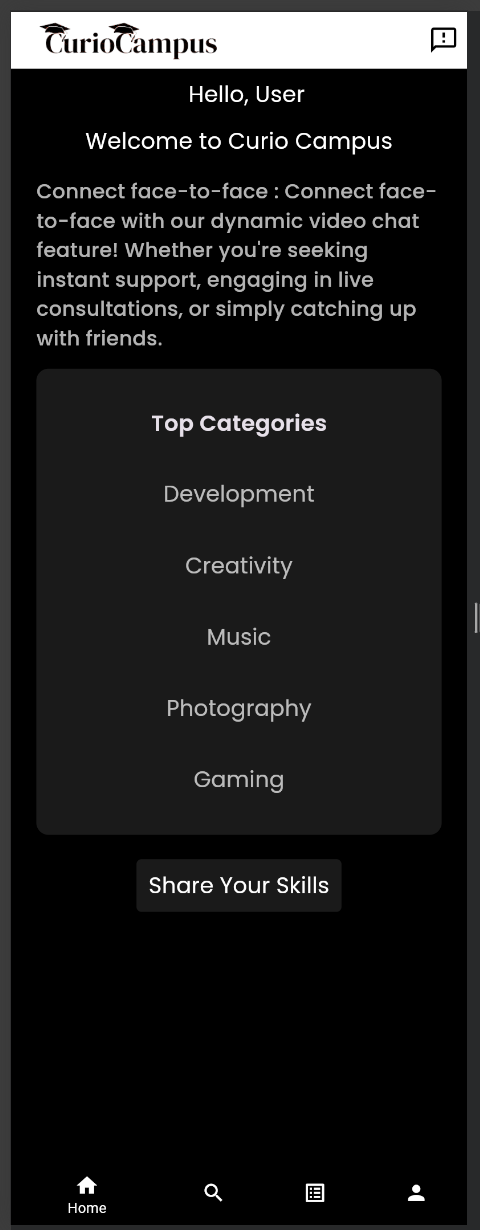 CurioCampus
Hello, User
Welcome to Curio Campus
Connect face-to-face : Connect face-
to-face with our dynamic video chat
feature! Whether you're seeking
instant support, engaging in live
consultations, or simply catching up
with friends.
Top Categories
Development
Creativity
Music
Photography
Gaming
Share Your Skills
Home